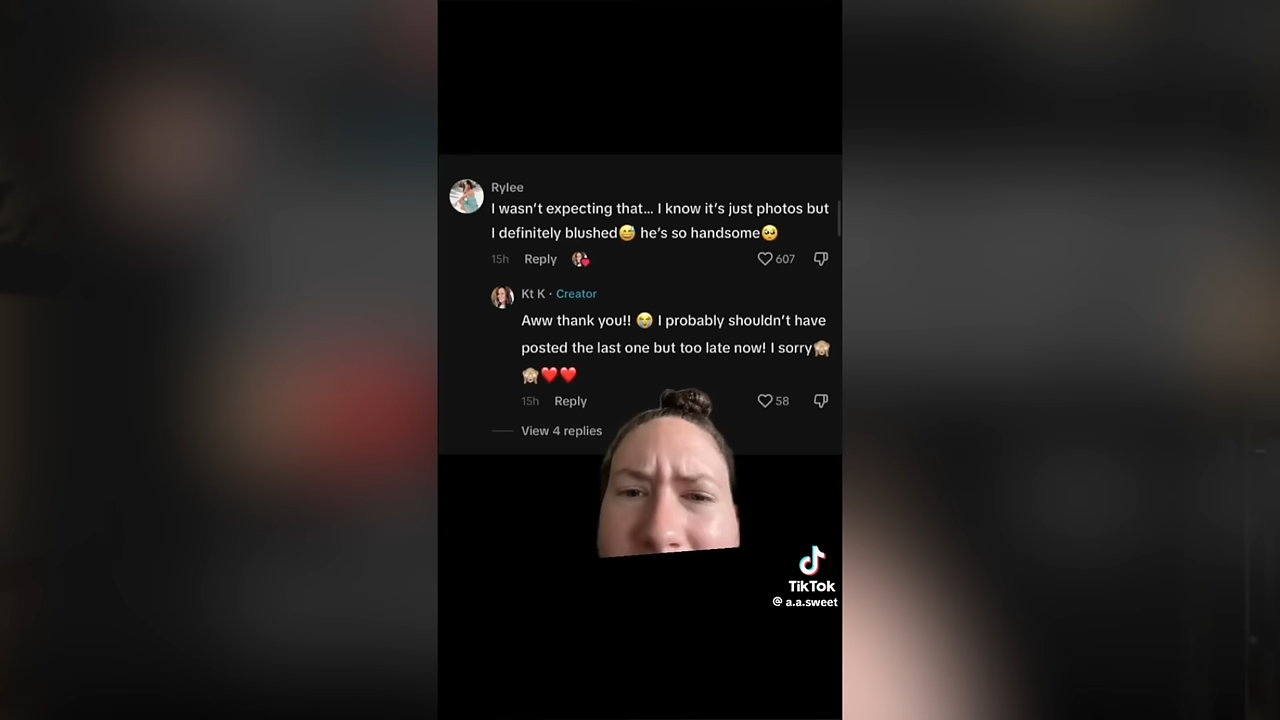 Rylee
I wasn't expecting that... I know it's just photos but
I definitely blushed😅 he's so handsome🥺
15h Reply 607
Kt K · Creator
Aww thank you!! 😭 I probably shouldn't have
posted the last one but too late now! I sorry🙈
🙈❤️❤️
15h Reply 58
View 4 replies
TikTok
@ a.a.sweet